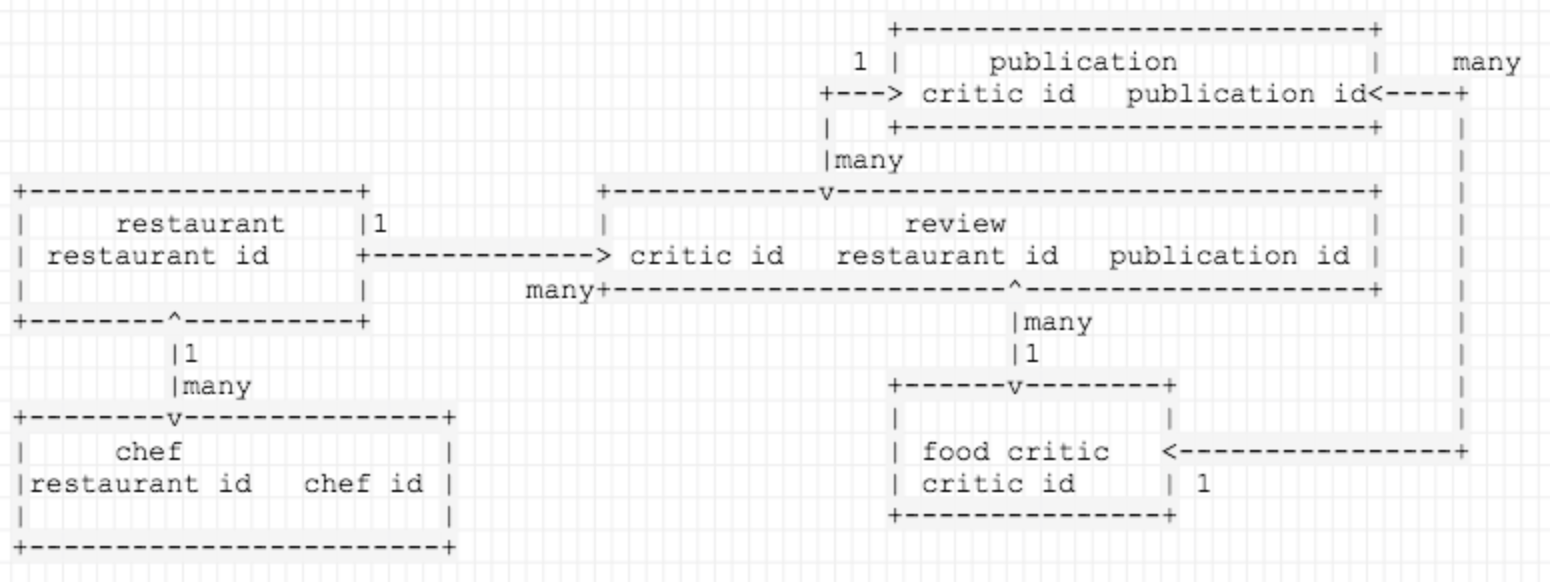 +----------------------------+
1 | publication | many
+---> critic id publication id<----+
| +----------------------------+ |
|many |
+-------------------+ +------------v--------------------------------+ |
| restaurant |1 | review | |
| restaurant id +-------------> critic id restaurant id publication id | |
| | many+------------------------^--------------------+ |
+--------^----------+ |many |
|1 |1 |
|many +------v--------+ |
+--------v---------------+ | | |
| chef | | food critic <----------------+
|restaurant id chef id | | critic id | 1
| | +---------------+
+------------------------+